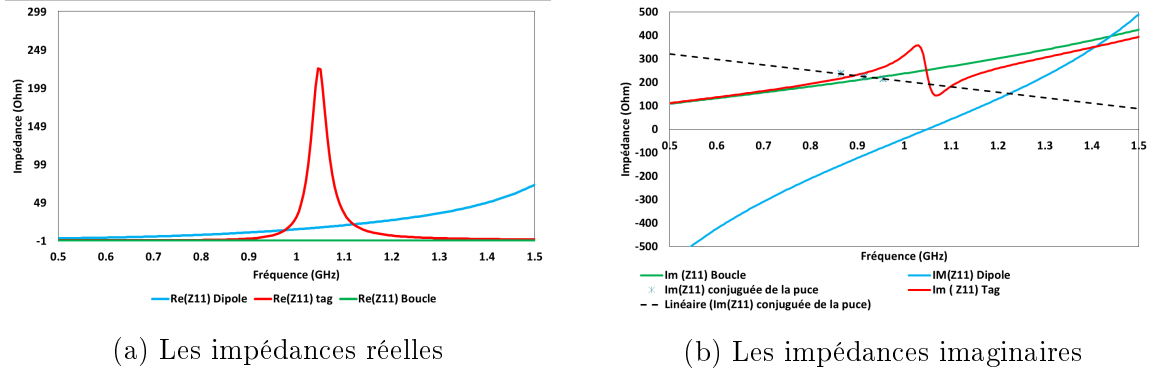 299
249
199
149
99
49
-1
Impédance (Ohm)
0.5 0.6 0.7 0.8 0.9 1 1.1 1.2 1.3 1.4 1.5
Fréquence (GHz)
Re(Z11) Dipole Re(Z11) tag Re(Z11) Boucle
(a) Les impédances réelles
500
400
300
200
100
0
-100
-200
-300
-400
-500
Impédance (Ohm)
0.5 0.6 0.7 0.8 0.9 1 1.1 1.2 1.3 1.4 1.5
Fréquence (GHz)
Im (Z11) Boucle IM(Z11) Dipole
Im(Z11) conjuguée de la puce Im ( Z11) Tag
Linéaire (Im(Z11) conjuguée de la puce)
(b) Les impédances imaginaires